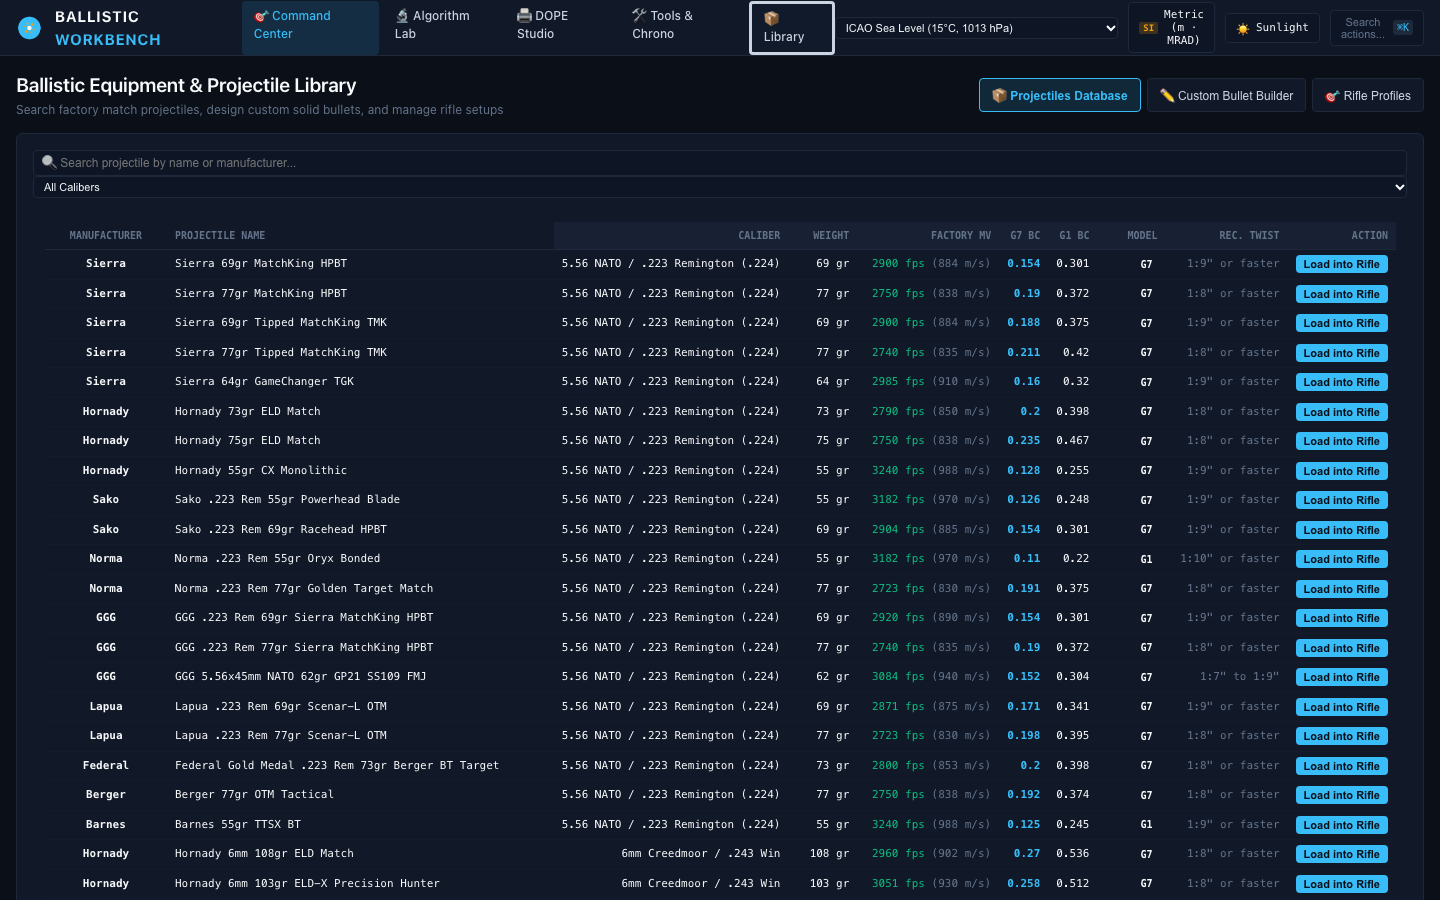 BALLISTIC
WORKBENCH
🎯 Command
Center
🔬 Algorithm
Lab
🖨️ DOPE
Studio
🛠️ Tools &
Chrono
📦
Library
ICAO Sea Level (15°C, 1013 hPa)
SI Metric
(m ·
MRAD)
☀️ Sunlight
Search
actions... ⌘K
Ballistic Equipment & Projectile Library
Search factory match projectiles, design custom solid bullets, and manage rifle setups
📦 Projectiles Database
✏️ Custom Bullet Builder
🎯 Rifle Profiles
🔍 Search projectile by name or manufacturer...
All Calibers
MANUFACTURER PROJECTILE NAME CALIBER WEIGHT FACTORY MV G7 BC G1 BC MODEL REC. TWIST ACTION
Sierra Sierra 69gr MatchKing HPBT 5.56 NATO / .223 Remington (.224) 69 gr 2900 fps (884 m/s) 0.154 0.301 G7 1:9" or faster Load into Rifle
Sierra Sierra 77gr MatchKing HPBT 5.56 NATO / .223 Remington (.224) 77 gr 2750 fps (838 m/s) 0.19 0.372 G7 1:8" or faster Load into Rifle
Sierra Sierra 69gr Tipped MatchKing TMK 5.56 NATO / .223 Remington (.224) 69 gr 2900 fps (884 m/s) 0.188 0.375 G7 1:9" or faster Load into Rifle
Sierra Sierra 77gr Tipped MatchKing TMK 5.56 NATO / .223 Remington (.224) 77 gr 2740 fps (835 m/s) 0.211 0.42 G7 1:8" or faster Load into Rifle
Sierra Sierra 64gr GameChanger TGK 5.56 NATO / .223 Remington (.224) 64 gr 2985 fps (910 m/s) 0.16 0.32 G7 1:9" or faster Load into Rifle
Hornady Hornady 73gr ELD Match 5.56 NATO / .223 Remington (.224) 73 gr 2790 fps (850 m/s) 0.2 0.398 G7 1:8" or faster Load into Rifle
Hornady Hornady 75gr ELD Match 5.56 NATO / .223 Remington (.224) 75 gr 2750 fps (838 m/s) 0.235 0.467 G7 1:8" or faster Load into Rifle
Hornady Hornady 55gr CX Monolithic 5.56 NATO / .223 Remington (.224) 55 gr 3240 fps (988 m/s) 0.128 0.255 G7 1:9" or faster Load into Rifle
Sako Sako .223 Rem 55gr Powerhead Blade 5.56 NATO / .223 Remington (.224) 55 gr 3182 fps (970 m/s) 0.126 0.248 G7 1:9" or faster Load into Rifle
Sako Sako .223 Rem 69gr Racehead HPBT 5.56 NATO / .223 Remington (.224) 69 gr 2904 fps (885 m/s) 0.154 0.301 G7 1:9" or faster Load into Rifle
Norma Norma .223 Rem 55gr Oryx Bonded 5.56 NATO / .223 Remington (.224) 55 gr 3182 fps (970 m/s) 0.11 0.22 G1 1:10" or faster Load into Rifle
Norma Norma .223 Rem 77gr Golden Target Match 5.56 NATO / .223 Remington (.224) 77 gr 2723 fps (830 m/s) 0.191 0.375 G7 1:8" or faster Load into Rifle
GGG GGG .223 Rem 69gr Sierra MatchKing HPBT 5.56 NATO / .223 Remington (.224) 69 gr 2920 fps (890 m/s) 0.154 0.301 G7 1:9" or faster Load into Rifle
GGG GGG .223 Rem 77gr Sierra MatchKing HPBT 5.56 NATO / .223 Remington (.224) 77 gr 2740 fps (835 m/s) 0.19 0.372 G7 1:8" or faster Load into Rifle
GGG GGG 5.56x45mm NATO 62gr GP21 SS109 FMJ 5.56 NATO / .223 Remington (.224) 62 gr 3084 fps (940 m/s) 0.152 0.304 G7 1:7" to 1:9" Load into Rifle
Lapua Lapua .223 Rem 69gr Scenar-L OTM 5.56 NATO / .223 Remington (.224) 69 gr 2871 fps (875 m/s) 0.171 0.341 G7 1:9" or faster Load into Rifle
Lapua Lapua .223 Rem 77gr Scenar-L OTM 5.56 NATO / .223 Remington (.224) 77 gr 2723 fps (830 m/s) 0.198 0.395 G7 1:8" or faster Load into Rifle
Federal Federal Gold Medal .223 Rem 73gr Berger BT Target 5.56 NATO / .223 Remington (.224) 73 gr 2800 fps (853 m/s) 0.2 0.398 G7 1:8" or faster Load into Rifle
Berger Berger 77gr OTM Tactical 5.56 NATO / .223 Remington (.224) 77 gr 2750 fps (838 m/s) 0.192 0.374 G7 1:8" or faster Load into Rifle
Barnes Barnes 55gr TTSX BT 5.56 NATO / .223 Remington (.224) 55 gr 3240 fps (988 m/s) 0.125 0.245 G1 1:9" or faster Load into Rifle
Hornady Hornady 6mm 108gr ELD Match 6mm Creedmoor / .243 Win 108 gr 2960 fps (902 m/s) 0.27 0.536 G7 1:8" or faster Load into Rifle
Hornady Hornady 6mm 103gr ELD-X Precision Hunter 6mm Creedmoor / .243 Win 103 gr 3051 fps (930 m/s) 0.258 0.512 G7 1:8" or faster Load into Rifle